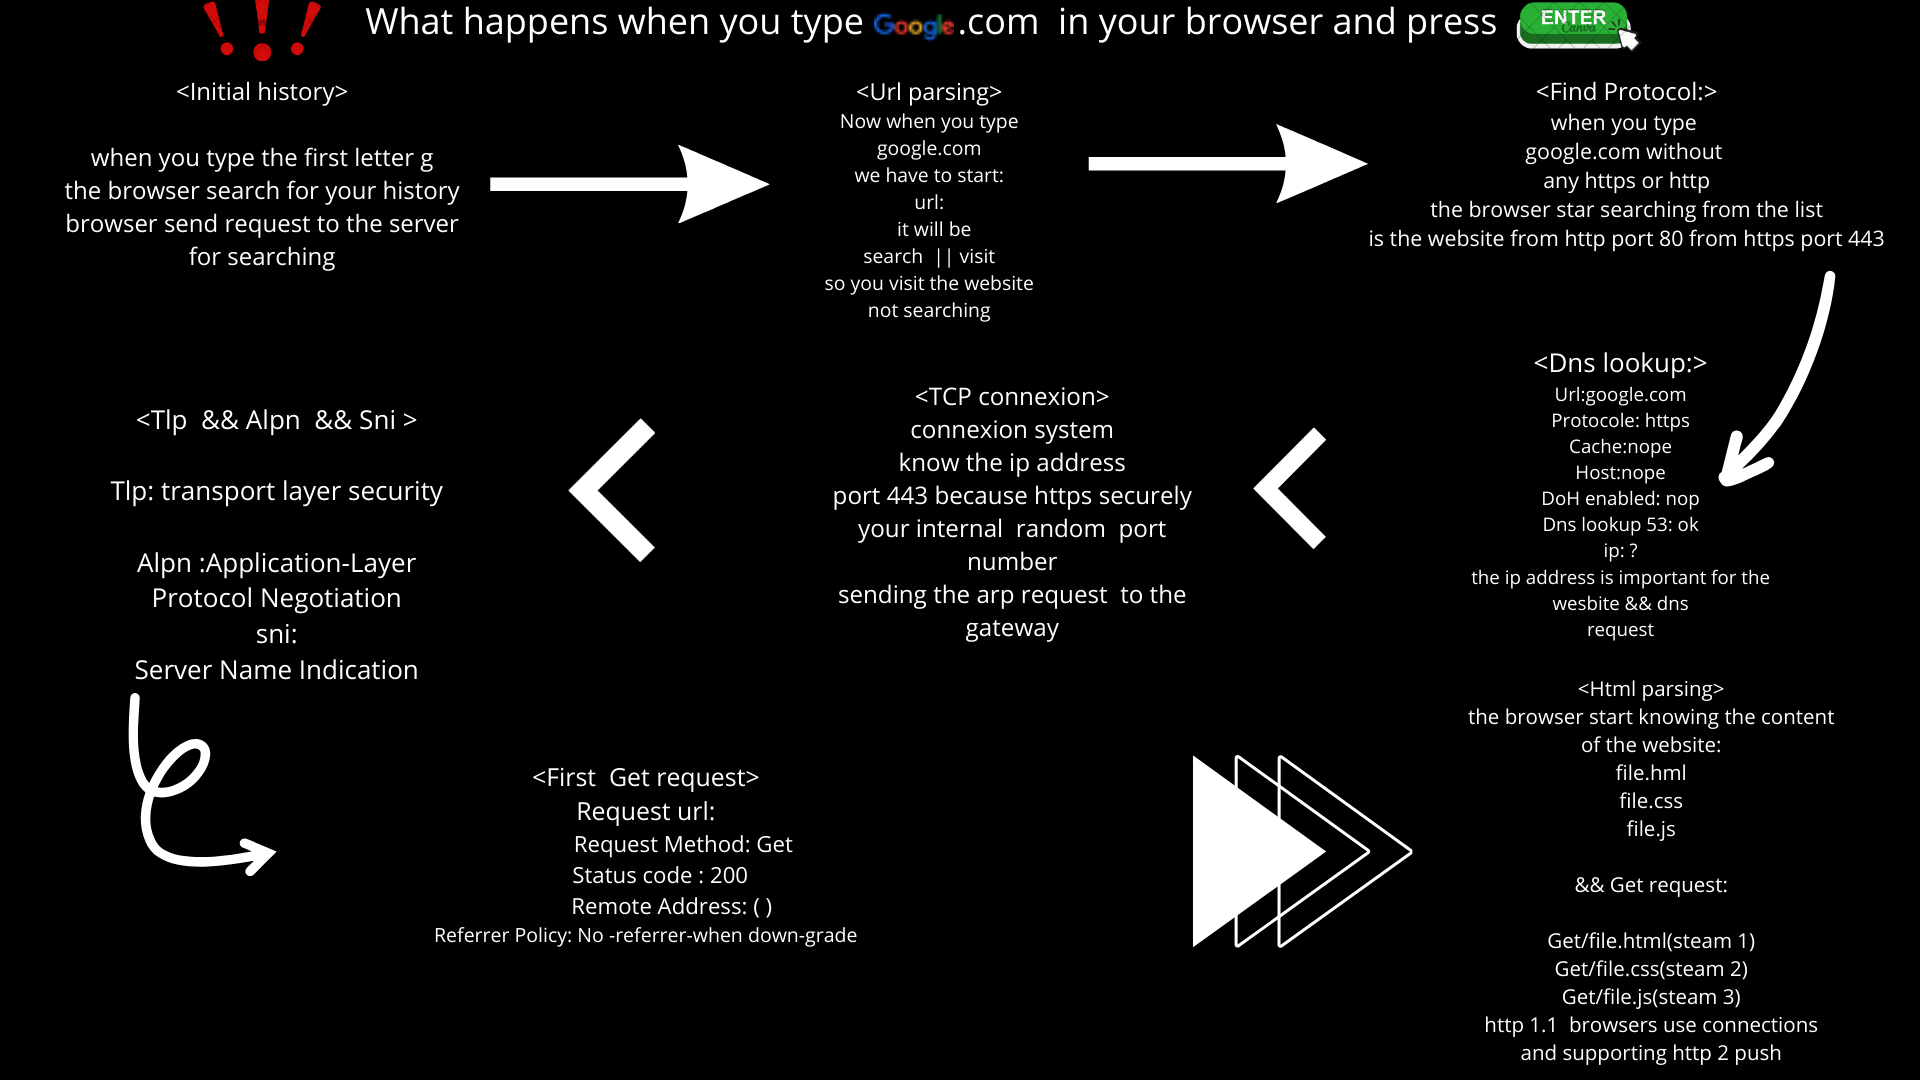 What happens when you type Google.com in your browser and press ENTER
Canva
<Initial history>
when you type the first letter g
the browser search for your history
browser send request to the server
for searching
<Url parsing>
Now when you type
google.com
we have to start:
url:
it will be
search || visit
so you visit the website
not searching
<Find Protocol:>
when you type
google.com without
any https or http
the browser star searching from the list
is the website from http port 80 from https port 443
<Dns lookup:>
Url:google.com
Protocole: https
Cache:nope
Host:nope
DoH enabled: nop
Dns lookup 53: ok
ip: ?
the ip address is important for the
wesbite && dns
request
<TCP connexion>
connexion system
know the ip address
port 443 because https securely
your internal random port
number
sending the arp request to the
gateway
<Tlp && Alpn && Sni >
Tlp: transport layer security
Alpn :Application-Layer
Protocol Negotiation
sni:
Server Name Indication
<First Get request>
Request url:
Request Method: Get
Status code : 200
Remote Address: ( )
Referrer Policy: No -referrer-when down-grade
<Html parsing>
the browser start knowing the content
of the website:
file.hml
file.css
file.js
&& Get request:
Get/file.html(steam 1)
Get/file.css(steam 2)
Get/file.js(steam 3)
http 1.1 browsers use connections
and supporting http 2 push